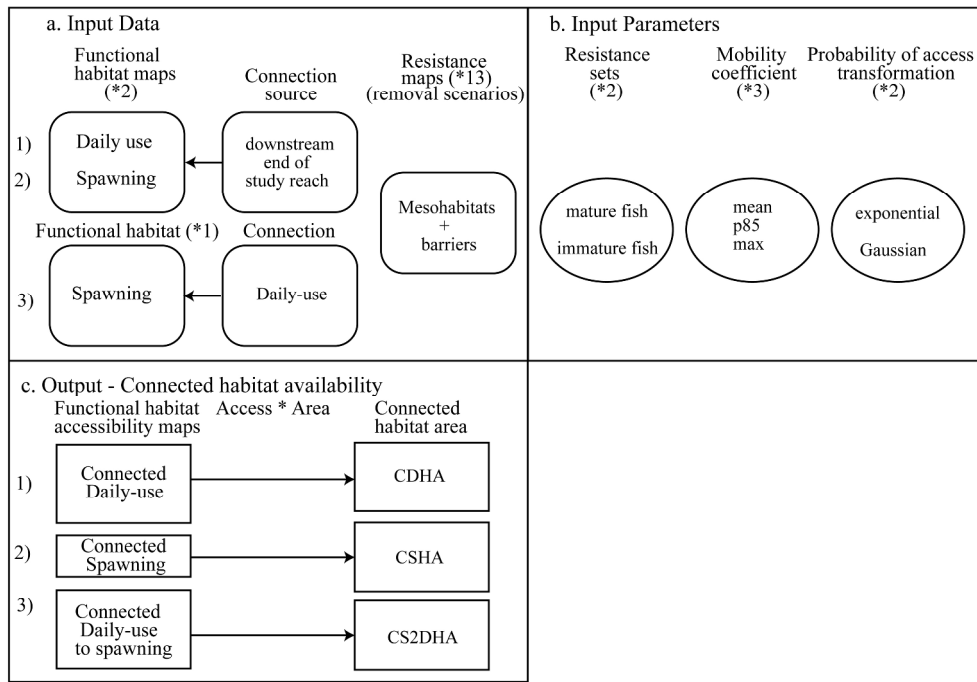 a. Input Data
Functional
habitat maps
(*2)
Connection
source
Resistance
maps (*13)
(removal scenarios)
1)
Daily use
2)
Spawning
downstream
end of
study reach
Mesohabitats
+
barriers
Functional habitat (*1)
Connection
3)
Spawning
Daily-use
b. Input Parameters
Resistance
sets
(*2)
Mobility
coefficient
(*3)
Probability of access
transformation
(*2)
mature fish
immature fish
mean
p85
max
exponential
Gaussian
c. Output - Connected habitat availability
Functional habitat
accessibility maps
Access * Area
Connected
habitat area
1)
Connected
Daily-use
CDHA
2)
Connected
Spawning
CSHA
3)
Connected
Daily-use
to spawning
CS2DHA